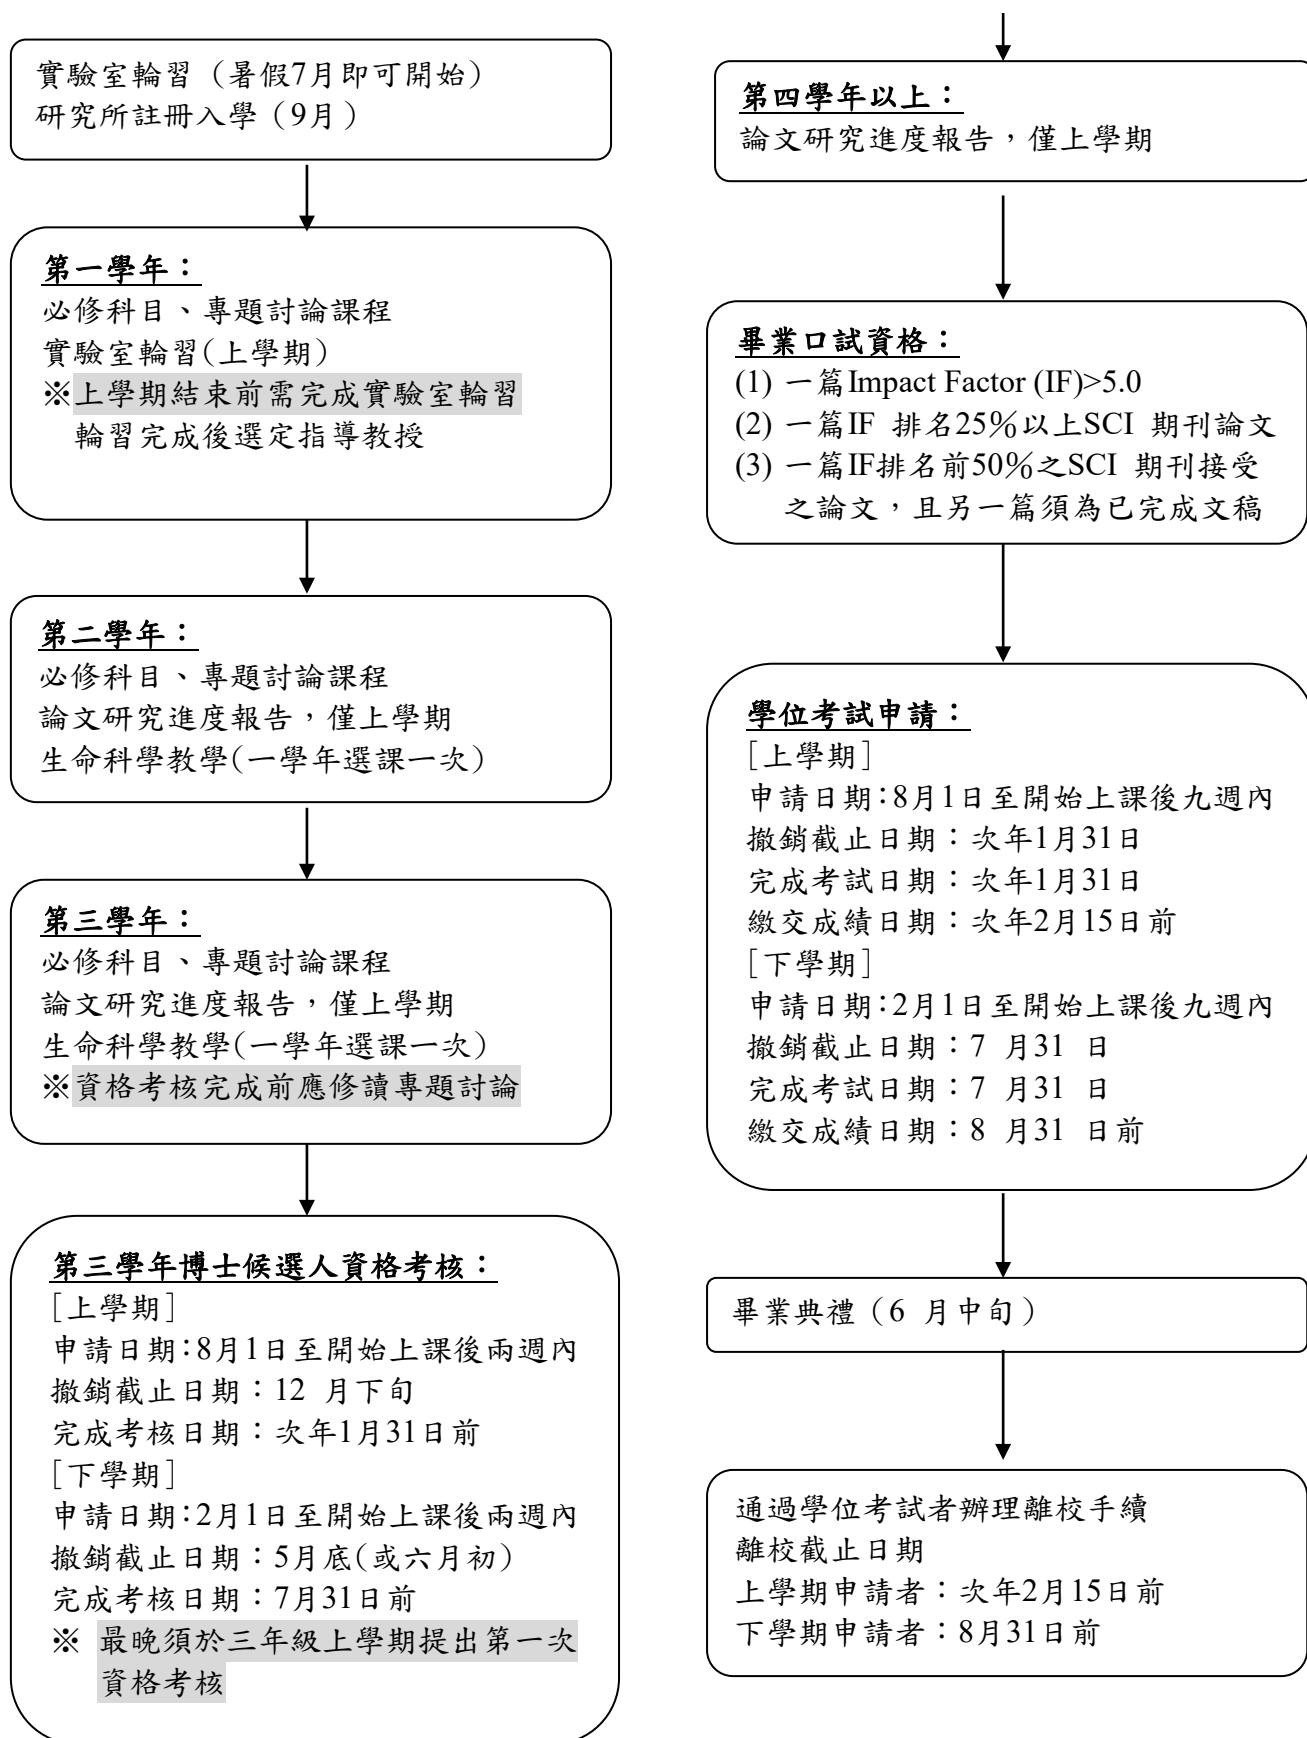 實驗室輪習（暑假7月即可開始）
研究所註冊入學（9月）
第一學年：
必修科目、專題討論課程
實驗室輪習(上學期)
※上學期結束前需完成實驗室輪習
輪習完成後選定指導教授
第二學年：
必修科目、專題討論課程
論文研究進度報告，僅上學期
生命科學教學(一學年選課一次)
第三學年：
必修科目、專題討論課程
論文研究進度報告，僅上學期
生命科學教學(一學年選課一次)
※資格考核完成前應修讀專題討論
第三學年博士候選人資格考核：
[上學期]
申請日期:8月1日至開始上課後兩週內
撤銷截止日期：12 月下旬
完成考核日期：次年1月31日前
[下學期]
申請日期:2月1日至開始上課後兩週內
撤銷截止日期：5月底(或六月初)
完成考核日期：7月31日前
※ 最晚須於三年級上學期提出第一次
資格考核
第四學年以上：
論文研究進度報告，僅上學期
畢業口試資格：
(1) 一篇Impact Factor (IF)>5.0
(2) 一篇IF 排名25%以上SCI 期刊論文
(3) 一篇IF排名前50%之SCI 期刊接受
之論文，且另一篇須為已完成文稿
學位考試申請：
[上學期]
申請日期:8月1日至開始上課後九週內
撤銷截止日期：次年1月31日
完成考試日期：次年1月31日
繳交成績日期：次年2月15日前
[下學期]
申請日期:2月1日至開始上課後九週內
撤銷截止日期：7 月31 日
完成考試日期：7 月31 日
繳交成績日期：8 月31 日前
畢業典禮（6 月中旬）
通過學位考試者辦理離校手續
離校截止日期
上學期申請者：次年2月15日前
下學期申請者：8月31日前